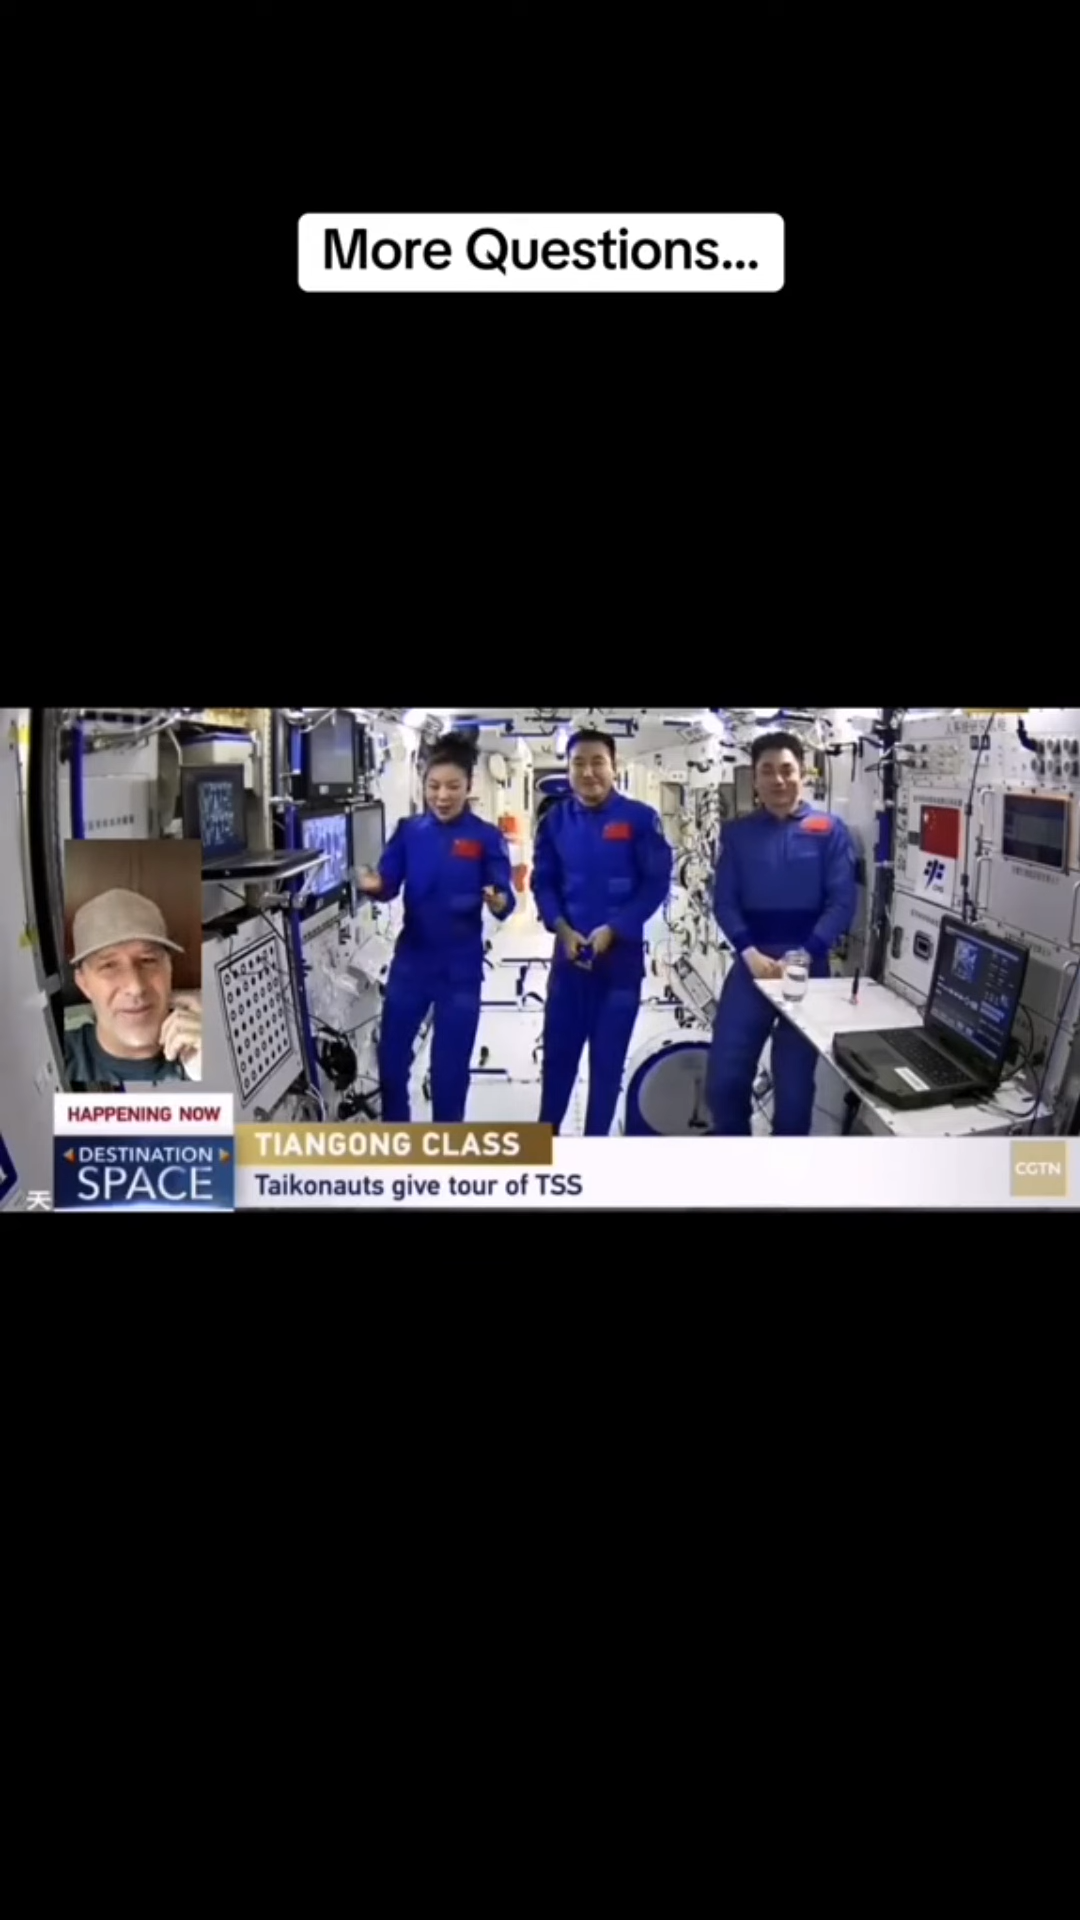 More Questions...
HAPPENING NOW
DESTINATION
SPACE
TIANGONG CLASS
Taikonauts give tour of TSS
CGTN
天